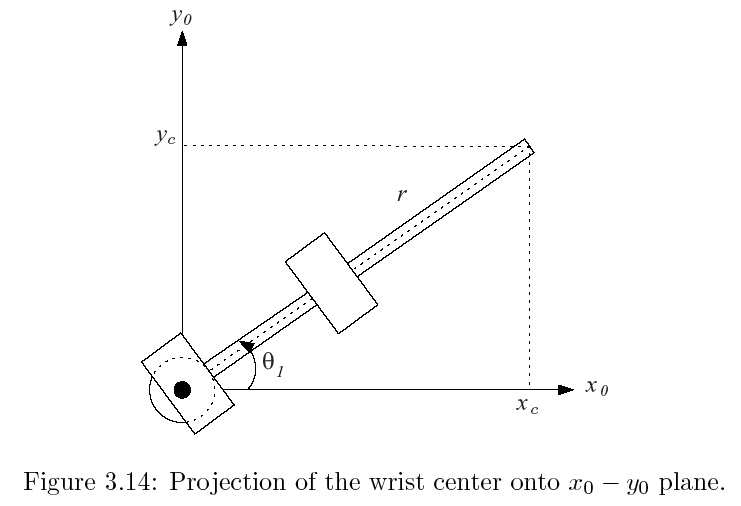 y0
yc
r
θ1
x0
xc
Figure 3.14: Projection of the wrist center onto x0 − y0 plane.